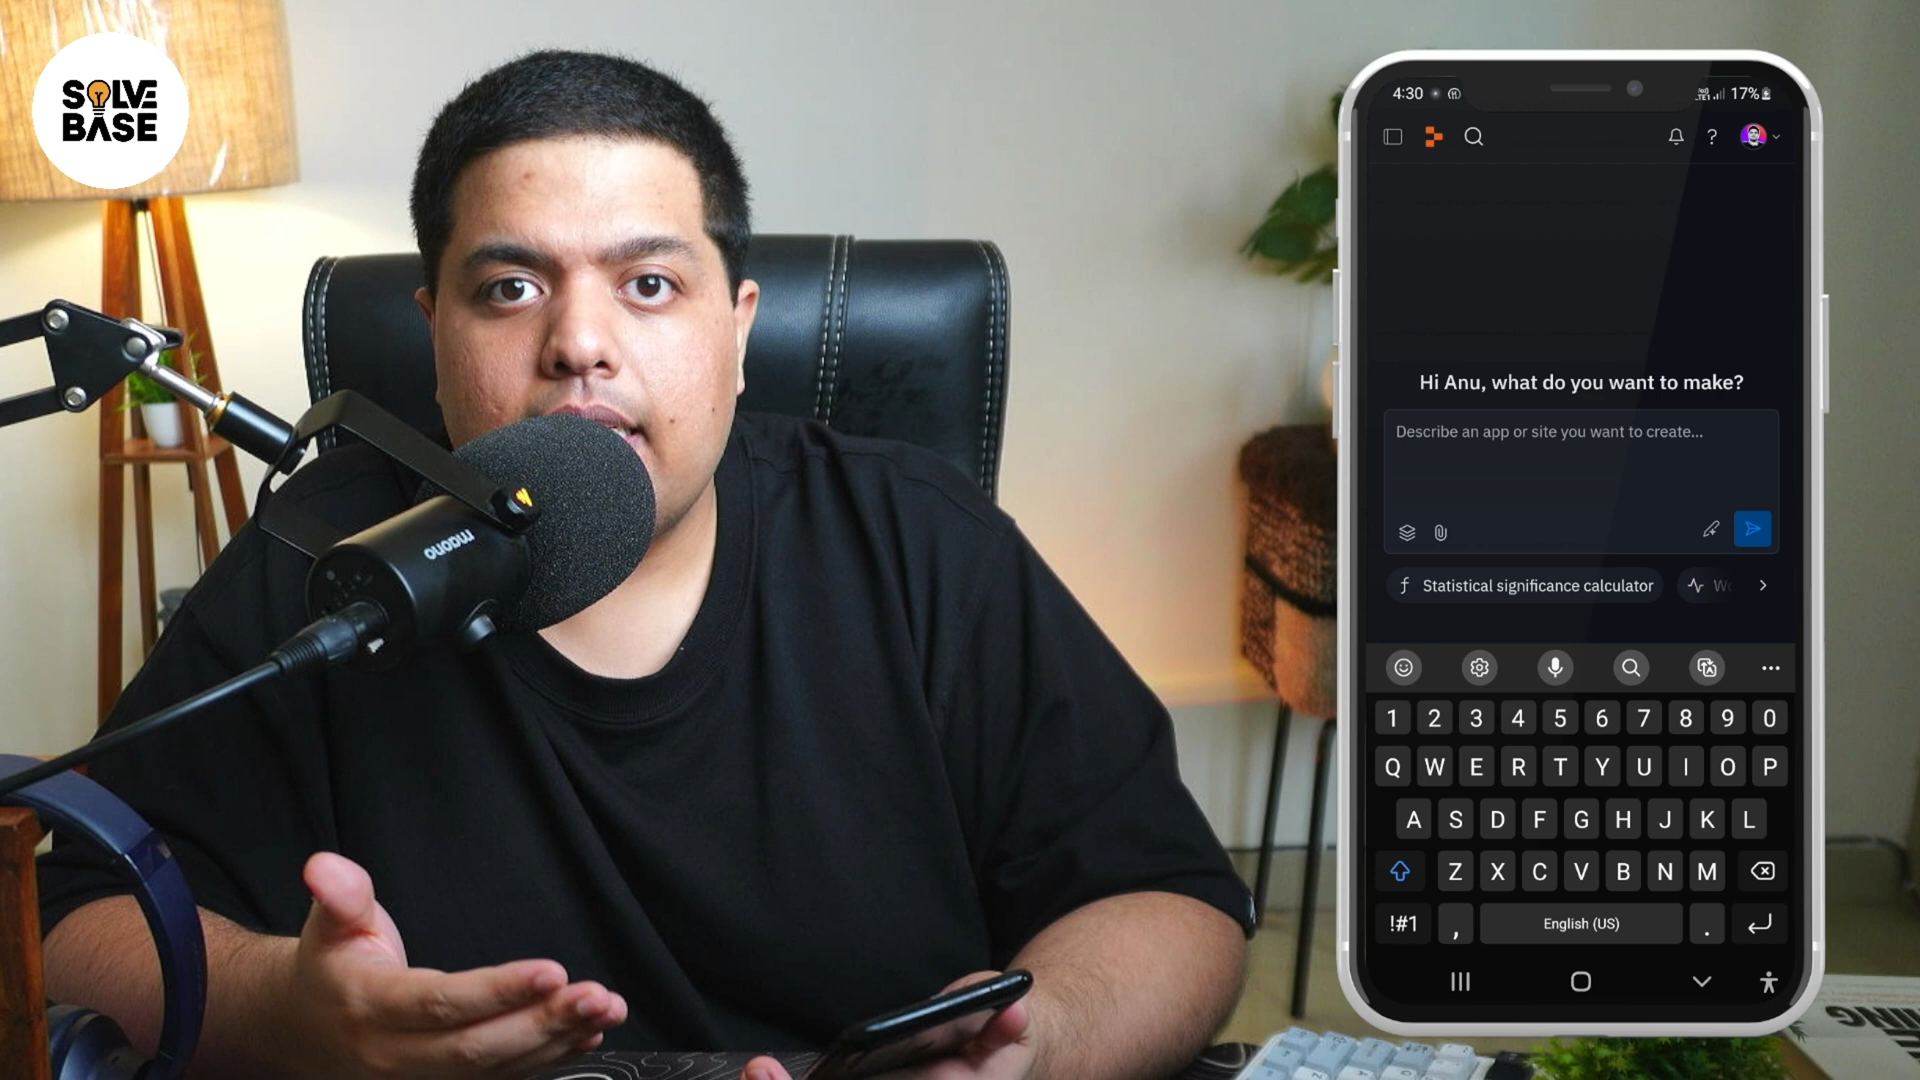 SOLVE
BASE
maono
4:30
17%
Hi Anu, what do you want to make?
Describe an app or site you want to create...
Statistical significance calculator
1 2 3 4 5 6 7 8 9 0
Q W E R T Y U I O P
A S D F G H J K L
Z X C V B N M
!#1 , English (US) .